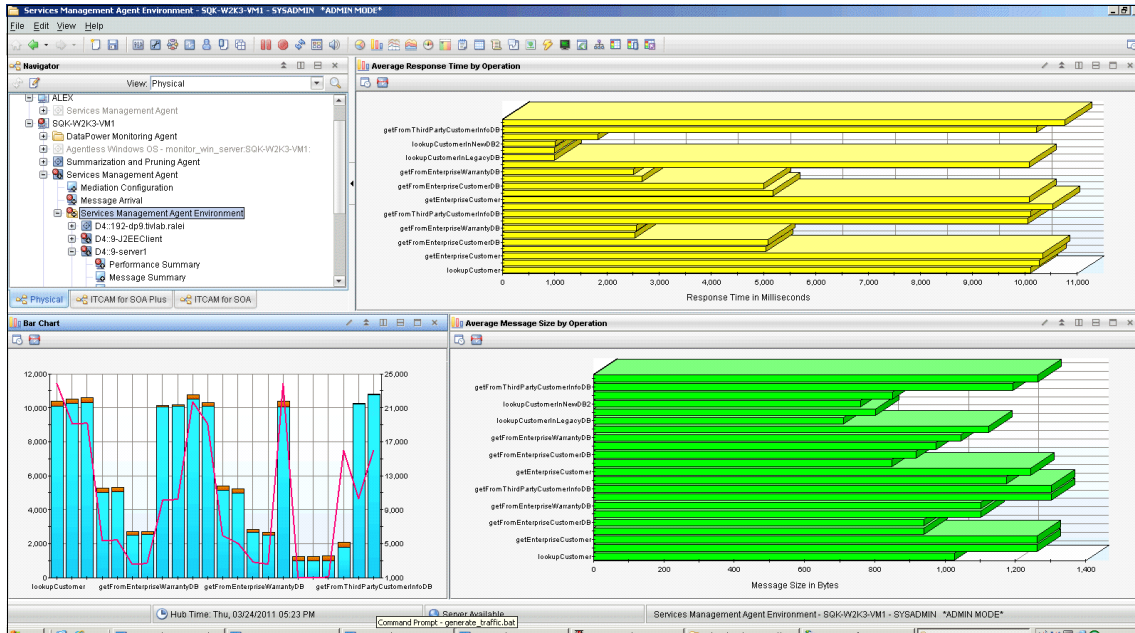 Services Management Agent Environment - SQK-W2K3-VM1 - SYSADMIN *ADMIN MODE*
File Edit View Help
Navigator
View: Physical
ALEX
Services Management Agent
SQK-W2K3-VM1
DataPower Monitoring Agent
Agentless Windows OS - monitor_win_server:SQK-W2K3-VM1:
Summarization and Pruning Agent
Services Management Agent
Mediation Configuration
Message Arrival
Services Management Agent Environment
D4::192-dp9.tivlab.ralei
D4::9-J2EEClient
D4::9-server1
Performance Summary
Message Summary
Physical
ITCAM for SOA Plus
ITCAM for SOA
Average Response Time by Operation
getFromThirdPartyCustomerInfoDB
lookupCustomerInNewDB2
lookupCustomerInLegacyDB
getFromEnterpriseWarrantyDB
getFromEnterpriseCustomerDB
getEnterpriseCustomer
getFromThirdPartyCustomerInfoDB
getFromEnterpriseWarrantyDB
getFromEnterpriseCustomerDB
getEnterpriseCustomer
lookupCustomer
0 1,000 2,000 3,000 4,000 5,000 6,000 7,000 8,000 9,000 10,000 11,000
Response Time in Milliseconds
Bar Chart
12,000
10,000
8,000
6,000
4,000
2,000
0
25,000
21,000
17,000
13,000
9,000
5,000
1,000
lookupCustomer getFromEnterpriseWarrantyDB getFromEnterpriseWarrantyDB getFromThirdPartyCustomerInfoDB
Average Message Size by Operation
getFromThirdPartyCustomerInfoDB
lookupCustomerInNewDB2
lookupCustomerInLegacyDB
getFromEnterpriseWarrantyDB
getFromEnterpriseCustomerDB
getEnterpriseCustomer
getFromThirdPartyCustomerInfoDB
getFromEnterpriseWarrantyDB
getFromEnterpriseCustomerDB
getEnterpriseCustomer
lookupCustomer
0 200 400 600 800 1,000 1,200 1,400
Message Size in Bytes
Hub Time: Thu, 03/24/2011 05:23 PM
Server Available
Services Management Agent Environment - SQK-W2K3-VM1 - SYSADMIN *ADMIN MODE*
Command Prompt - generate_traffic.bat